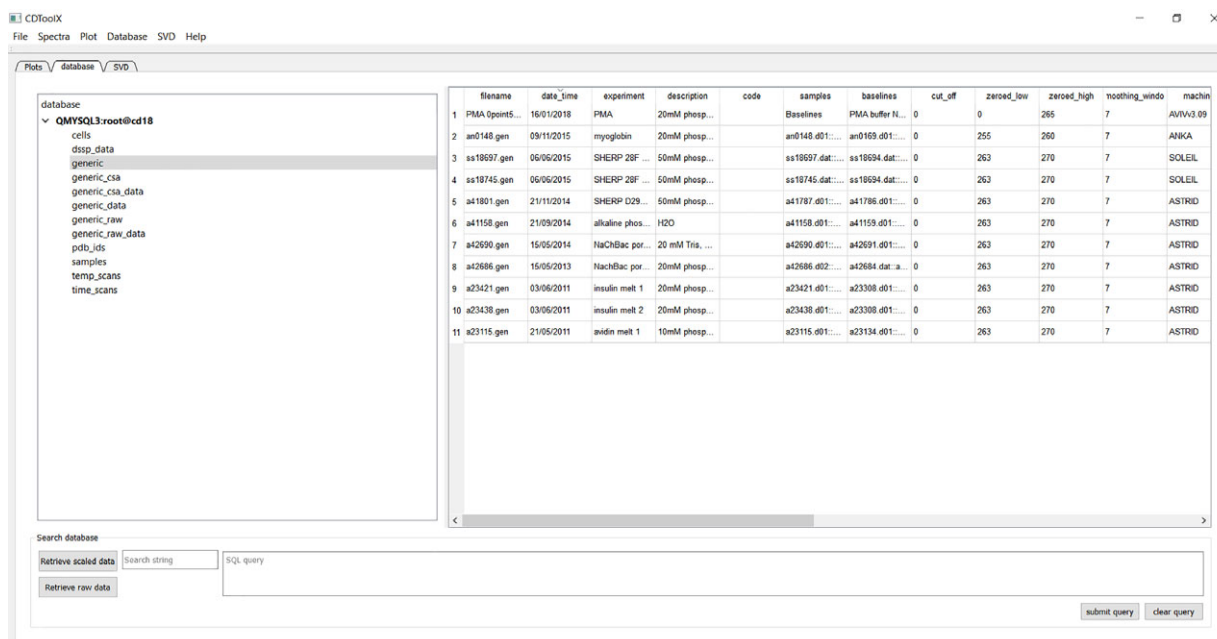 CDToolX
File Spectra Plot Database SVD Help
Plots database SVD
database
QMYSQL3:root@cd18
cells
dssp_data
generic
generic_csa
generic_csa_data
generic_data
generic_raw
generic_raw_data
pdb_ids
samples
temp_scans
time_scans
filename date_time experiment description code samples baselines cut_off zeroed_low zeroed_high noothing_windo machin
1 PMA 0point5... 16/01/2018 PMA 20mM phosp... Baselines PMA buffer N... 0 0 265 7 AVIVv3.09
2 an0148.gen 09/11/2015 myoglobin 20mM phosp... an0148.d01::... an0169.d01::... 0 255 260 7 ANKA
3 ss18697.gen 06/06/2015 SHERP 28F ... 50mM phosp... ss18697.dat::... ss18694.dat::... 0 263 270 7 SOLEIL
4 ss18745.gen 06/06/2015 SHERP 28F ... 50mM phosp... ss18745.dat::... ss18694.dat::... 0 263 270 7 SOLEIL
5 a41801.gen 21/11/2014 SHERP D29... 50mM phosp... a41787.d01::... a41786.d01::... 0 263 270 7 ASTRID
6 a41158.gen 21/09/2014 alkaline phos... H2O a41158.d01::... a41159.d01::... 0 263 270 7 ASTRID
7 a42690.gen 15/05/2014 NaChBac por... 20 mM Tris, ... a42690.d01::... a42691.d01::... 0 263 270 7 ASTRID
8 a42686.gen 15/05/2013 NachBac por... 20mM phosp... a42686.d02::... a42684.dat::a... 0 263 270 7 ASTRID
9 a23421.gen 03/06/2011 insulin melt 1 20mM phosp... a23421.d01::... a23308.d01::... 0 263 270 7 ASTRID
10 a23438.gen 03/06/2011 insulin melt 2 20mM phosp... a23438.d01::... a23308.d01::... 0 263 270 7 ASTRID
11 a23115.gen 21/05/2011 avidin melt 1 10mM phosp... a23115.d01::... a23134.d01::... 0 263 270 7 ASTRID
Search database
Retrieve scaled data Search string SQL query
Retrieve raw data
submit query clear query